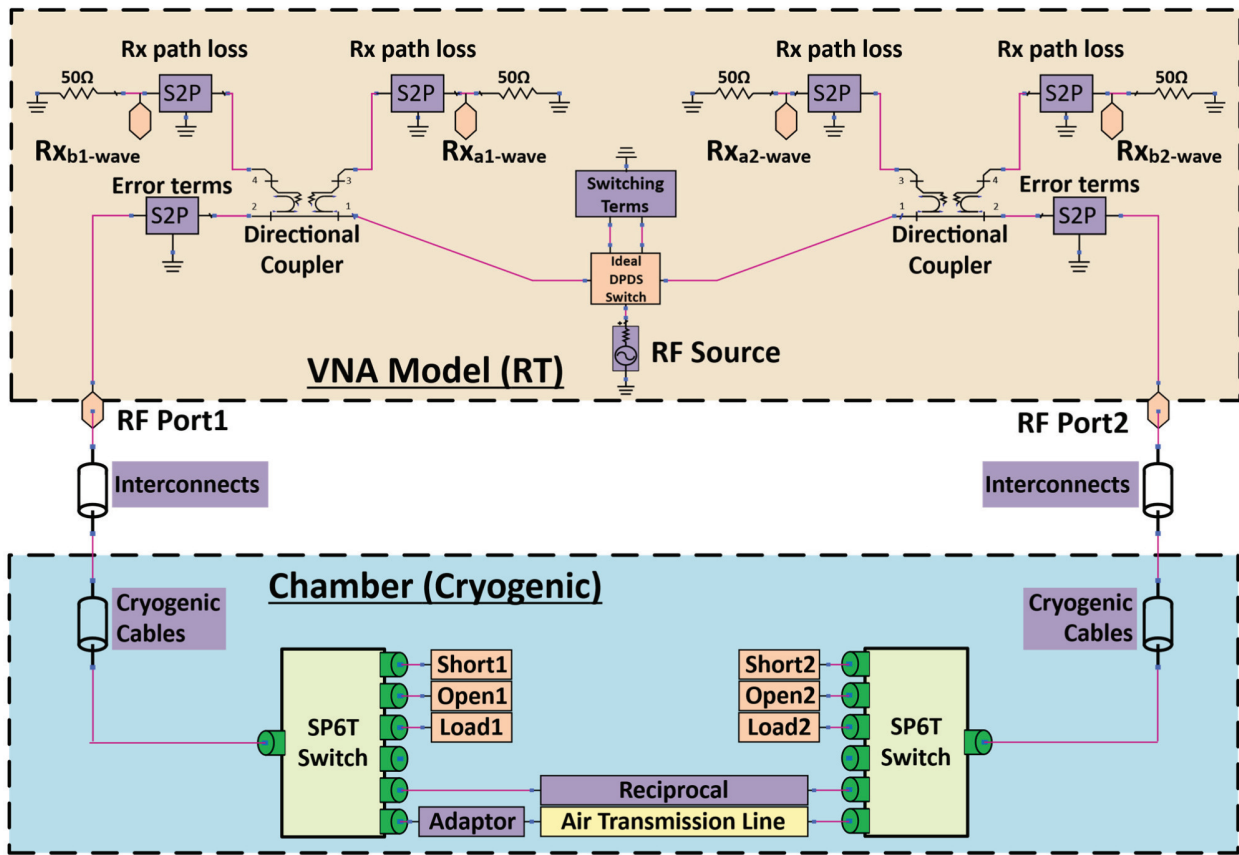 Rx path loss
Rx path loss
Rx path loss
Rx path loss
50Ω
S2P
S2P
50Ω
50Ω
S2P
S2P
50Ω
Rxb1-wave
Rxa1-wave
Rxa2-wave
Rxb2-wave
Error terms
S2P
4
3
2
1
Directional
Coupler
Switching
Terms
Ideal
DPDS
Switch
RF Source
3
4
1
2
Directional
Coupler
Error terms
S2P
VNA Model (RT)
RF Port1
RF Port2
Interconnects
Interconnects
Chamber (Cryogenic)
Cryogenic
Cables
Cryogenic
Cables
SP6T
Switch
Short1
Open1
Load1
Short2
Open2
Load2
SP6T
Switch
Reciprocal
Adaptor
Air Transmission Line